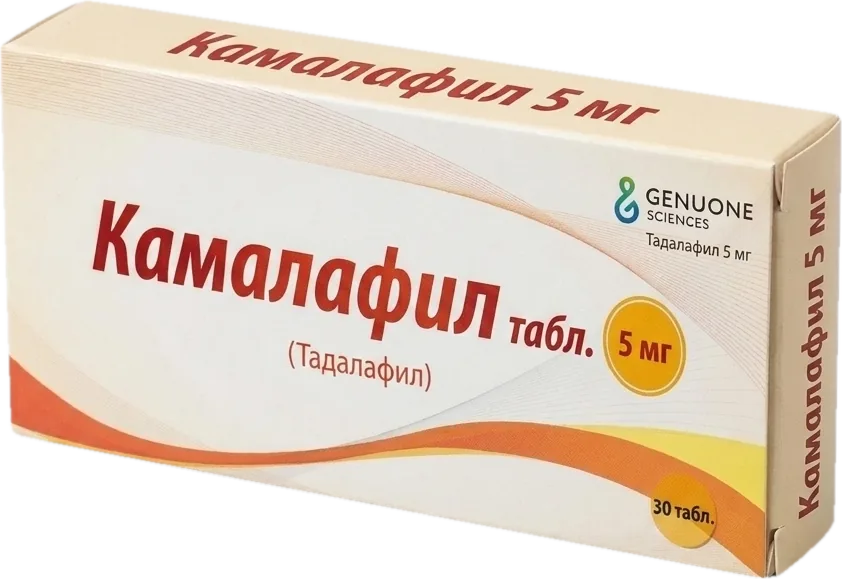 Камалафил 5 мг
GENUONE
SCIENCES
Тадалафил 5 мг
Камалафил табл.
5 мг
(Тадалафил)
30 табл.
Камалафил 5 мг